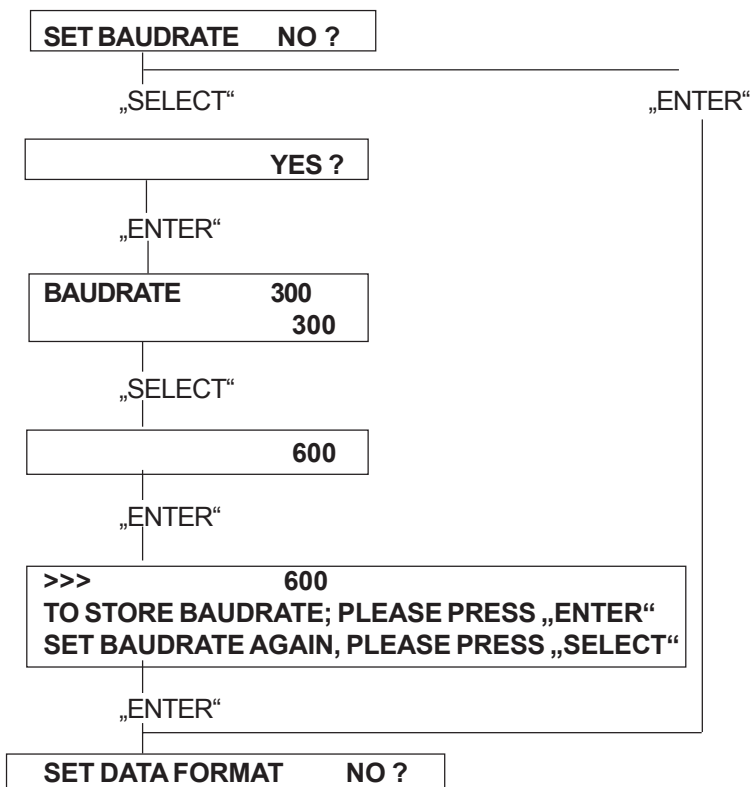 SET BAUDRATE NO ?
„SELECT“ „ENTER“
YES ?
„ENTER“
BAUDRATE 300
300
„SELECT“
600
„ENTER“
>>> 600
TO STORE BAUDRATE; PLEASE PRESS „ENTER“
SET BAUDRATE AGAIN, PLEASE PRESS „SELECT“
„ENTER“
SET DATA FORMAT NO ?